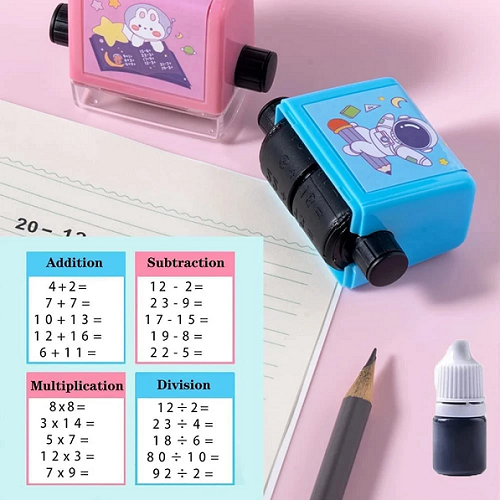 20- 12
Addition
4+2=
7+7=
10+13=
12+16=
6+11=
Subtraction
12 - 2=
23-9=
17-15=
19-8=
22-5=
Multiplication
8x8=
3x14=
5x7=
12x3=
7x9=
Division
12÷2=
23÷4=
18÷6=
80÷10=
92÷2=